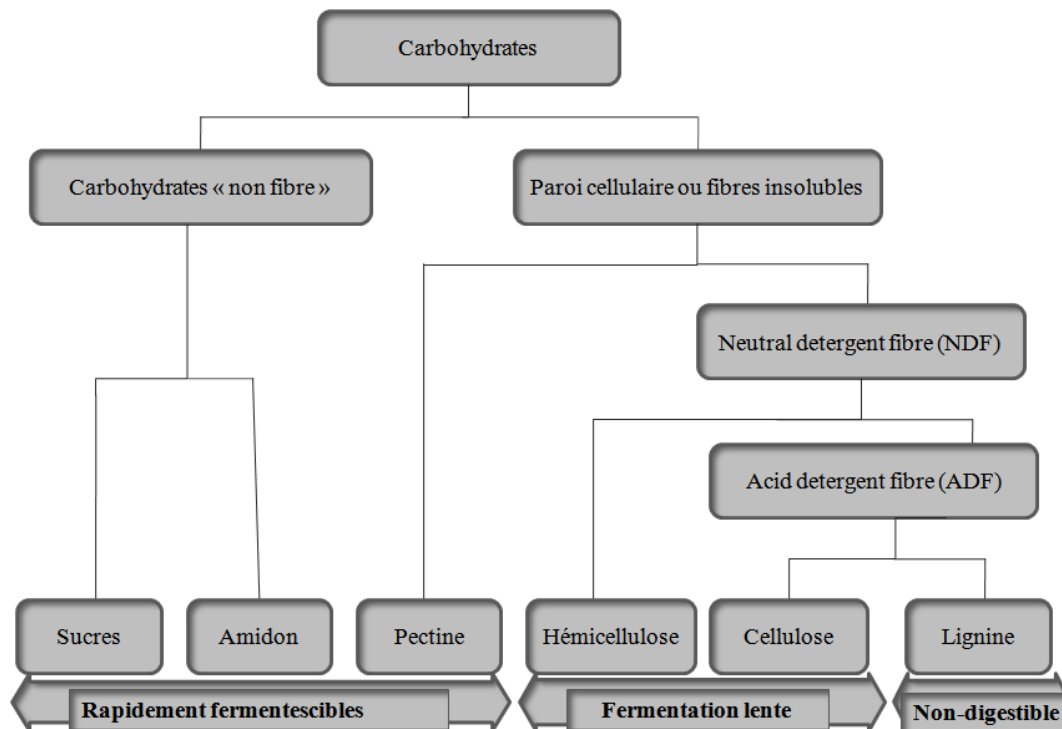 Carbohydrates
Carbohydrates « non fibre »
Paroi cellulaire ou fibres insolubles
Neutral detergent fibre (NDF)
Acid detergent fibre (ADF)
Sucres
Amidon
Pectine
Hémicellulose
Cellulose
Lignine
Rapidement fermentescibles
Fermentation lente
Non-digestible